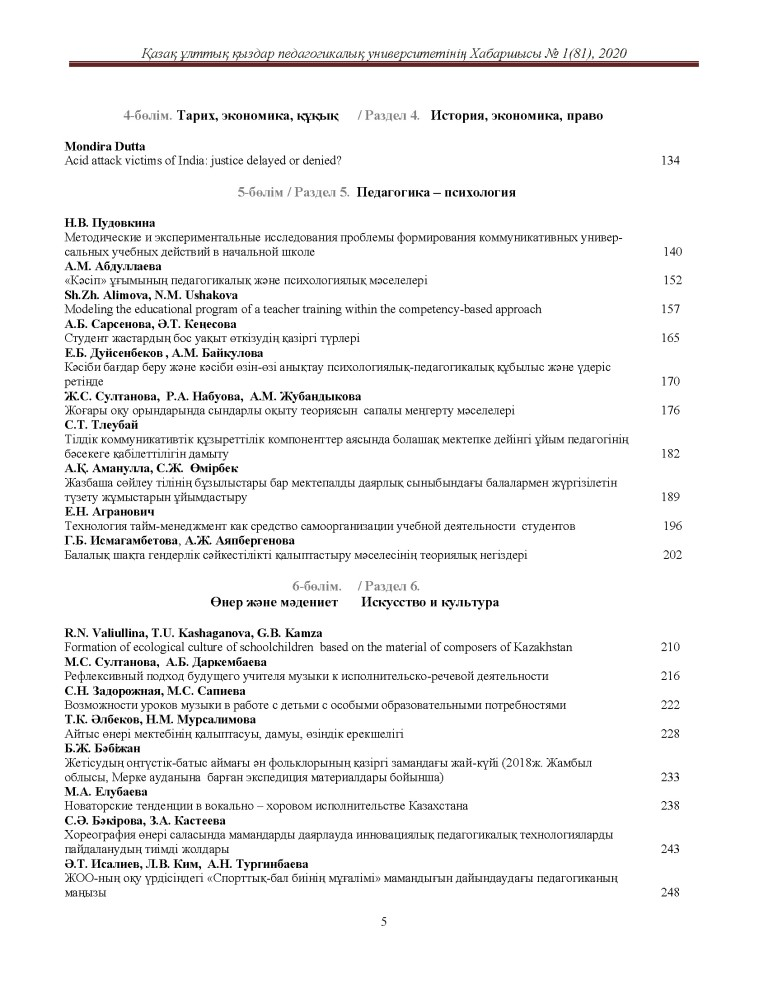 Қазақ ұлттық қыздар педагогикалық университетінің Хабаршысы № 1(81), 2020
4-бөлім. Тарих, экономика, құқық / Раздел 4. История, экономика, право
Mondira Dutta
Acid attack victims of India: justice delayed or denied? 134
5-бөлім / Раздел 5. Педагогика – психология
Н.В. Пудовкина
Методические и экспериментальные исследования проблемы формирования коммуникативных универ-
сальных учебных действий в начальной школе 140
А.М. Абдуллаева
«Кәсіп» ұғымының педагогикалық және психологиялық мәселелері 152
Sh.Zh. Alimova, N.M. Ushakova
Modeling the educational program of a teacher training within the competency-based approach 157
А.Б. Сарсенова, Ә.Т. Кеңесова
Студент жастардың бос уақыт өткізудің қазіргі түрлері 165
Е.Б. Дуйсенбеков , А.М. Байкулова
Кәсіби бағдар беру және кәсіби өзін-өзі анықтау психологиялық-педагогикалық құбылыс және үдеріс
ретінде 170
Ж.С. Султанова, Р.А. Набуова, А.М. Жубандыкова
Жоғары оқу орындарында сындарлы оқыту теориясын сапалы меңгерту мәселелері 176
С.Т. Тлеубай
Тілдік коммуникативтік құзыреттілік компоненттер аясында болашақ мектепке дейінгі ұйым педагогінің
бәсекеге қабілеттілігін дамыту 182
А.Қ. Аманулла, С.Ж. Өмірбек
Жазбаша сөйлеу тілінің бұзылыстары бар мектепалды даярлық сыныбындағы балалармен жүргізілетін
түзету жұмыстарын ұйымдастыру 189
Е.Н. Агранович
Технология тайм-менеджмент как средство самоорганизации учебной деятельности студентов 196
Г.Б. Исмагамбетова, А.Ж. Аяпбергенова
Балалық шақта гендерлік сәйкестілікті қалыптастыру мәселесінің теориялық негіздері 202
6-бөлім. / Раздел 6.
Өнер және мәдениет Искусство и культура
R.N. Valiullina, T.U. Kashaganova, G.B. Kamza
Formation of ecological culture of schoolchildren based on the material of composers of Kazakhstan 210
М.С. Султанова, А.Б. Даркембаева
Рефлексивный подход будущего учителя музыки к исполнительско-речевой деятельности 216
С.Н. Задорожная, М.С. Сапиева
Возможности уроков музыки в работе с детьми с особыми образовательными потребностями 222
Т.К. Әлбеков, Н.М. Мурсалимова
Айтыс өнері мектебінің қалыптасуы, дамуы, өзіндік ерекшелігі 228
Б.Ж. Бәбіжан
Жетісудың оңтүстік-батыс аймағы ән фольклорының қазіргі замандағы жай-күйі (2018ж. Жамбыл
облысы, Мерке ауданына барған экспедиция материалдары бойынша) 233
М.А. Елубаева
Новаторские тенденции в вокально – хоровом исполнительстве Казахстана 238
С.Ә. Бәкірова, З.А. Кастеева
Хореография өнері саласында мамандарды даярлауда инновациялық педагогикалық технологияларды
пайдаланудың тиімді жолдары 243
Ә.Т. Исалиев, Л.В. Ким, А.Н. Тургинбаева
ЖОО-ның оқу үрдісіндегі «Спорттық-бал биінің мұғалімі» мамандығын дайындаудағы педагогиканың
маңызы 248
5